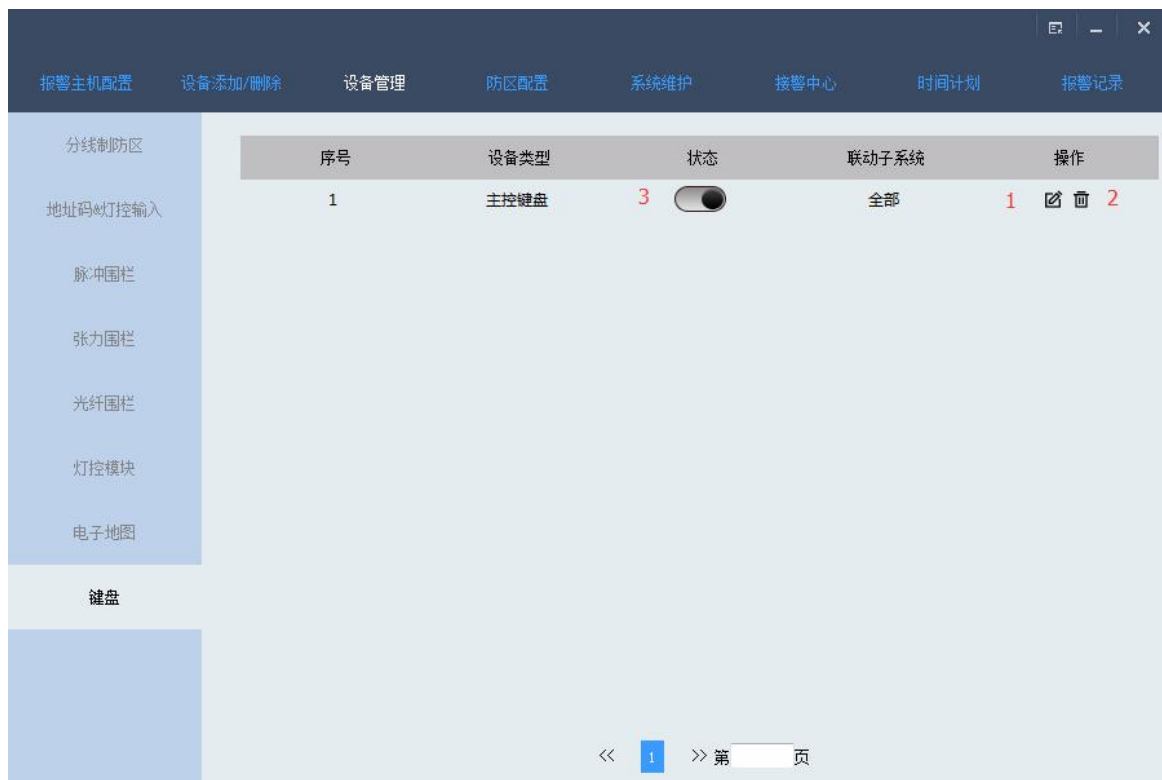 报警主机配置 设备添加/删除 设备管理 防区配置 系统维护 接警中心 时间计划 报警记录
分线制防区
地址码&灯控输入
脉冲围栏
张力围栏
光纤围栏
灯控模块
电子地图
键盘
序号 设备类型 状态 联动子系统 操作
1 主控键盘 3 全部 1 2
<< 1 >> 第 页